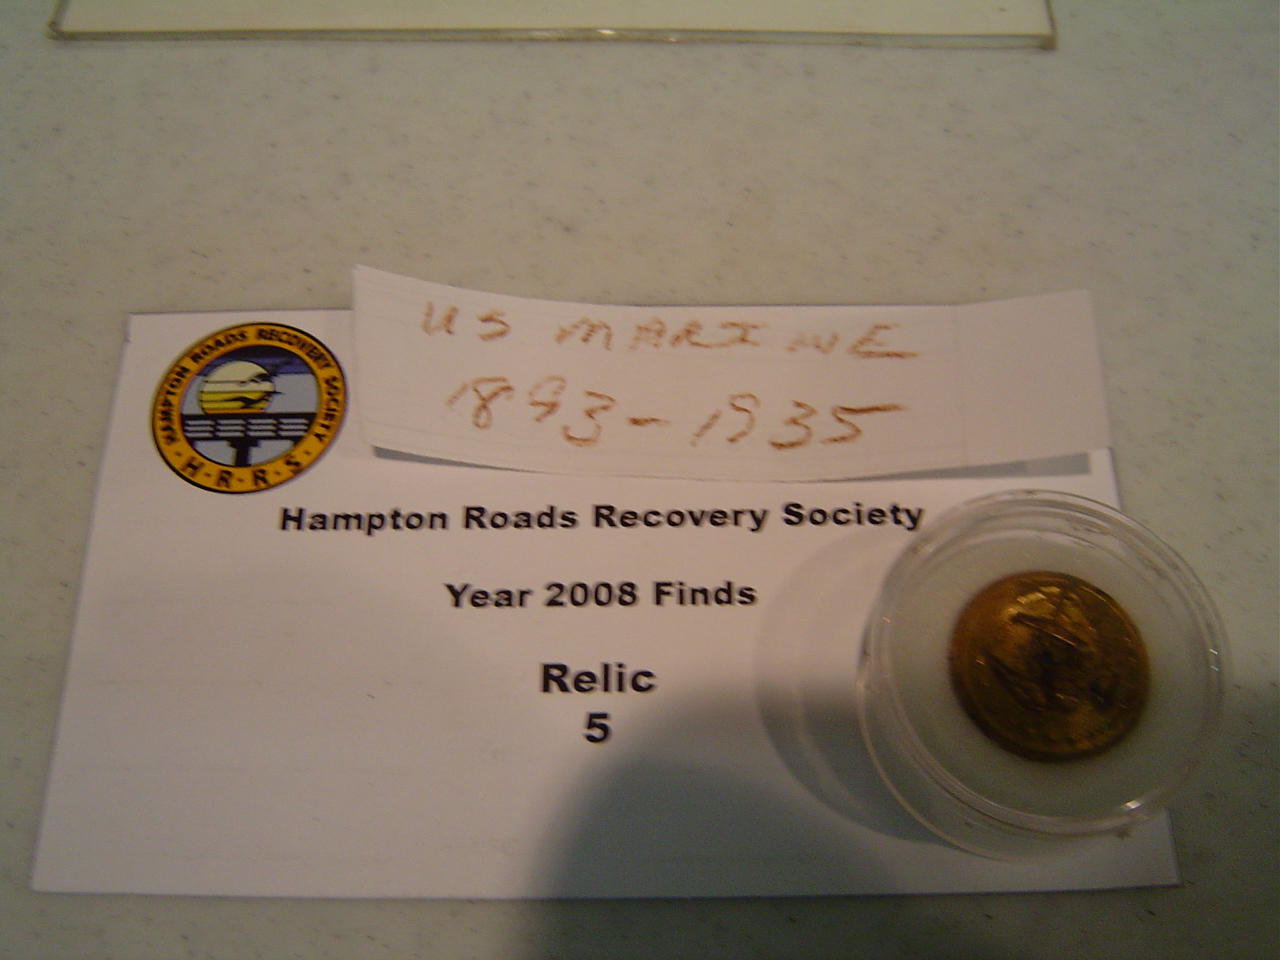 US MARINE
1893-1935
HAMPTON ROADS RECOVERY SOCIETY
H·R·R·S·
Hampton Roads Recovery Society
Year 2008 Finds
Relic
5